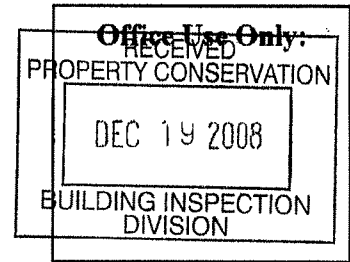 Office Use Only:
RECEIVED
PROPERTY CONSERVATION
DEC 19 2008
BUILDING INSPECTION
DIVISION